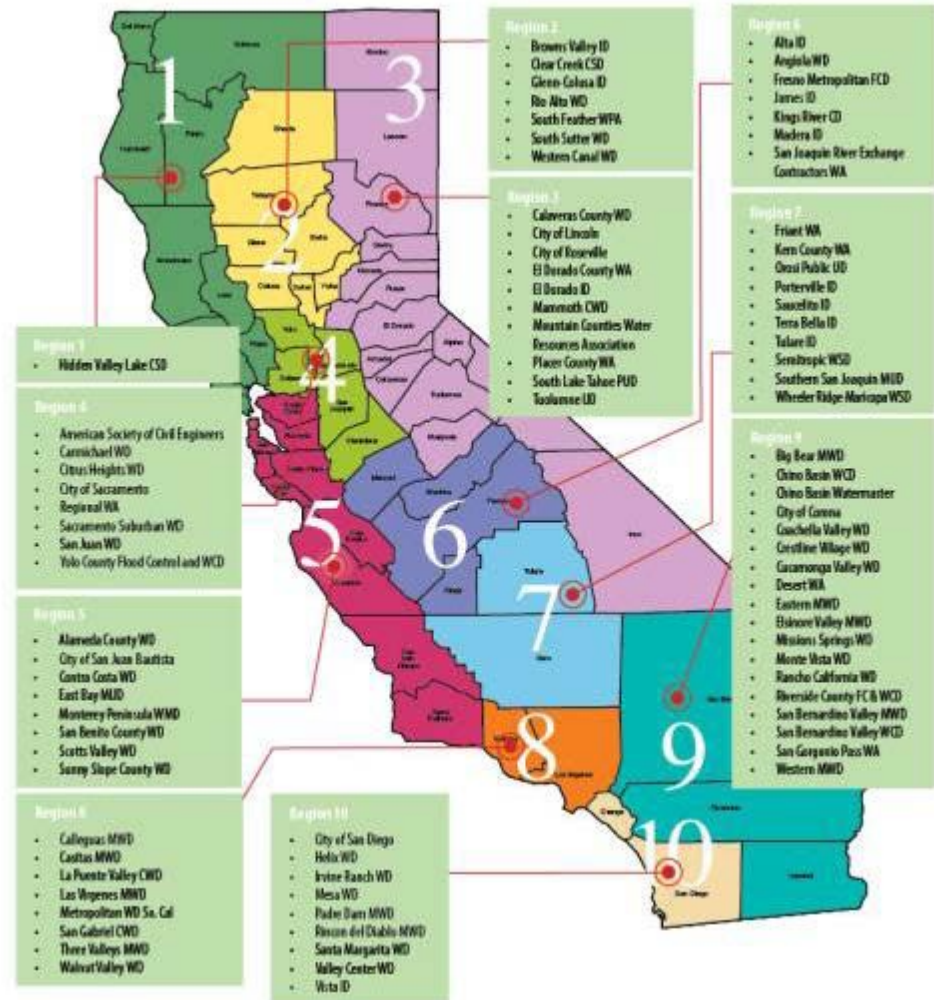 1
2
3
4
5
6
7
8
9
10
Region 2
• Browns Valley ID
• Clear Creek CSD
• Glenn-Colusa ID
• Rio Alto WD
• South Feather WPA
• South Sutter WD
• Western Canal WD
Region 6
• Alta ID
• Angiola WD
• Fresno Metropolitan FCD
• James ID
• Kings River CD
• Madera ID
• San Joaquin River Exchange
Contractors WA
Region 3
• Calaveras County WD
• City of Lincoln
• City of Roseville
• El Dorado County WA
• El Dorado ID
• Mammoth CWD
• Mountain Counties Water
Resources Association
• Placer County WA
• South Lake Tahoe PUD
• Tuolumne UD
Region 7
• Friant WA
• Kern County WA
• Orosi Public UD
• Porterville ID
• Saucelito ID
• Terra Bella ID
• Tulare ID
• Semitropic WSD
• Southern San Joaquin MUD
• Wheeler Ridge Maricopa WSD
Region 1
• Hidden Valley Lake CSD
Region 4
• American Society of Civil Engineers
• Carmichael WD
• Citrus Heights WD
• City of Sacramento
• Regional WA
• Sacramento Suburban WD
• San Juan WD
• Yolo County Flood Control and WCD
Region 9
• Big Bear MWD
• Chino Basin WCD
• Chino Basin Watermaster
• City of Corona
• Coachella Valley WD
• Crestline Village WD
• Cucamonga Valley WD
• Desert WA
• Eastern MWD
• Elsinore Valley MWD
• Missions Springs WD
• Monte Vista WD
• Rancho California WD
• Riverside County FC & WCD
• San Bernardino Valley MWD
• San Bernardino Valley WCD
• San Gorgonio Pass WA
• Western MWD
Region 5
• Alameda County WD
• City of San Juan Bautista
• Contra Costa WD
• East Bay MUD
• Monterey Peninsula WMD
• San Benito County WD
• Scotts Valley WD
• Sunny Slope County WD
• Calleguas MWD
• Casitas MWD
• La Puente Valley CWD
• Las Virgenes MWD
• Metropolitan WD So. Cal
• San Gabriel CWD
• Three Valleys MWD
• Walnut Valley WD
Region 10
• City of San Diego
• Helix WD
• Irvine Ranch WD
• Mesa WD
• Padre Dam MWD
• Rincon del Diablo MWD
• Santa Margarita WD
• Valley Center WD
• Vista ID
Lassen
El Dorado
Tuolumne
Yolo
Merced
Tulare
Los Angeles
Orange
San Diego